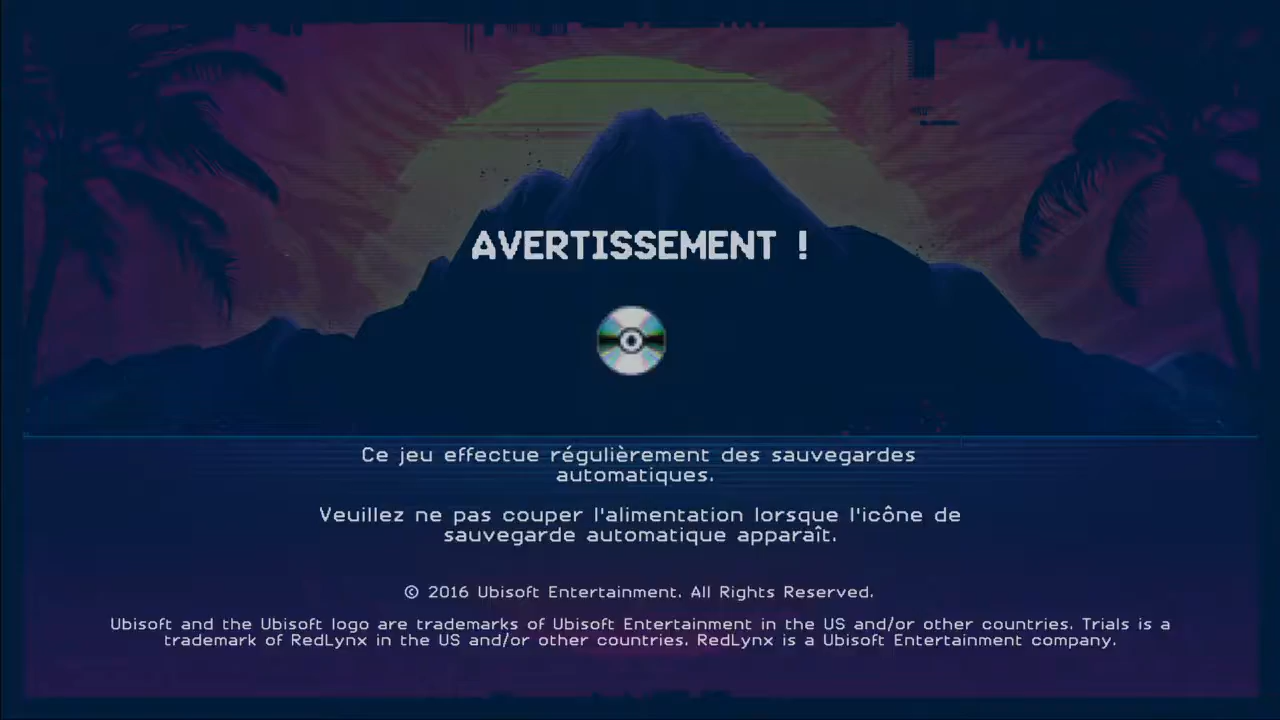 AVERTISSEMENT !
Ce jeu effectue régulièrement des sauvegardes
automatiques.
Veuillez ne pas couper l'alimentation lorsque l'icône de
sauvegarde automatique apparaît.
© 2016 Ubisoft Entertainment. All Rights Reserved.
Ubisoft and the Ubisoft logo are trademarks of Ubisoft Entertainment in the US and/or other countries. Trials is a
trademark of RedLynx in the US and/or other countries. RedLynx is a Ubisoft Entertainment company.